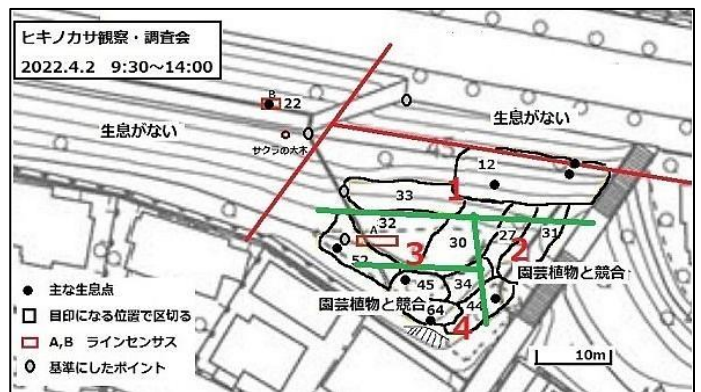 ヒキノカサ観察・調査会
2022.4.2 9:30～14:00
B
22
生息がない
生息がない
サクラの大木
45
12
33
1
32
A
27
31
30
2
3
52
園芸植物と競合
園芸植物と競合
45
34
44
64
4
主な生息点
目印になる位置で区切る
A,B ラインセンサス
基準にしたポイント
10m